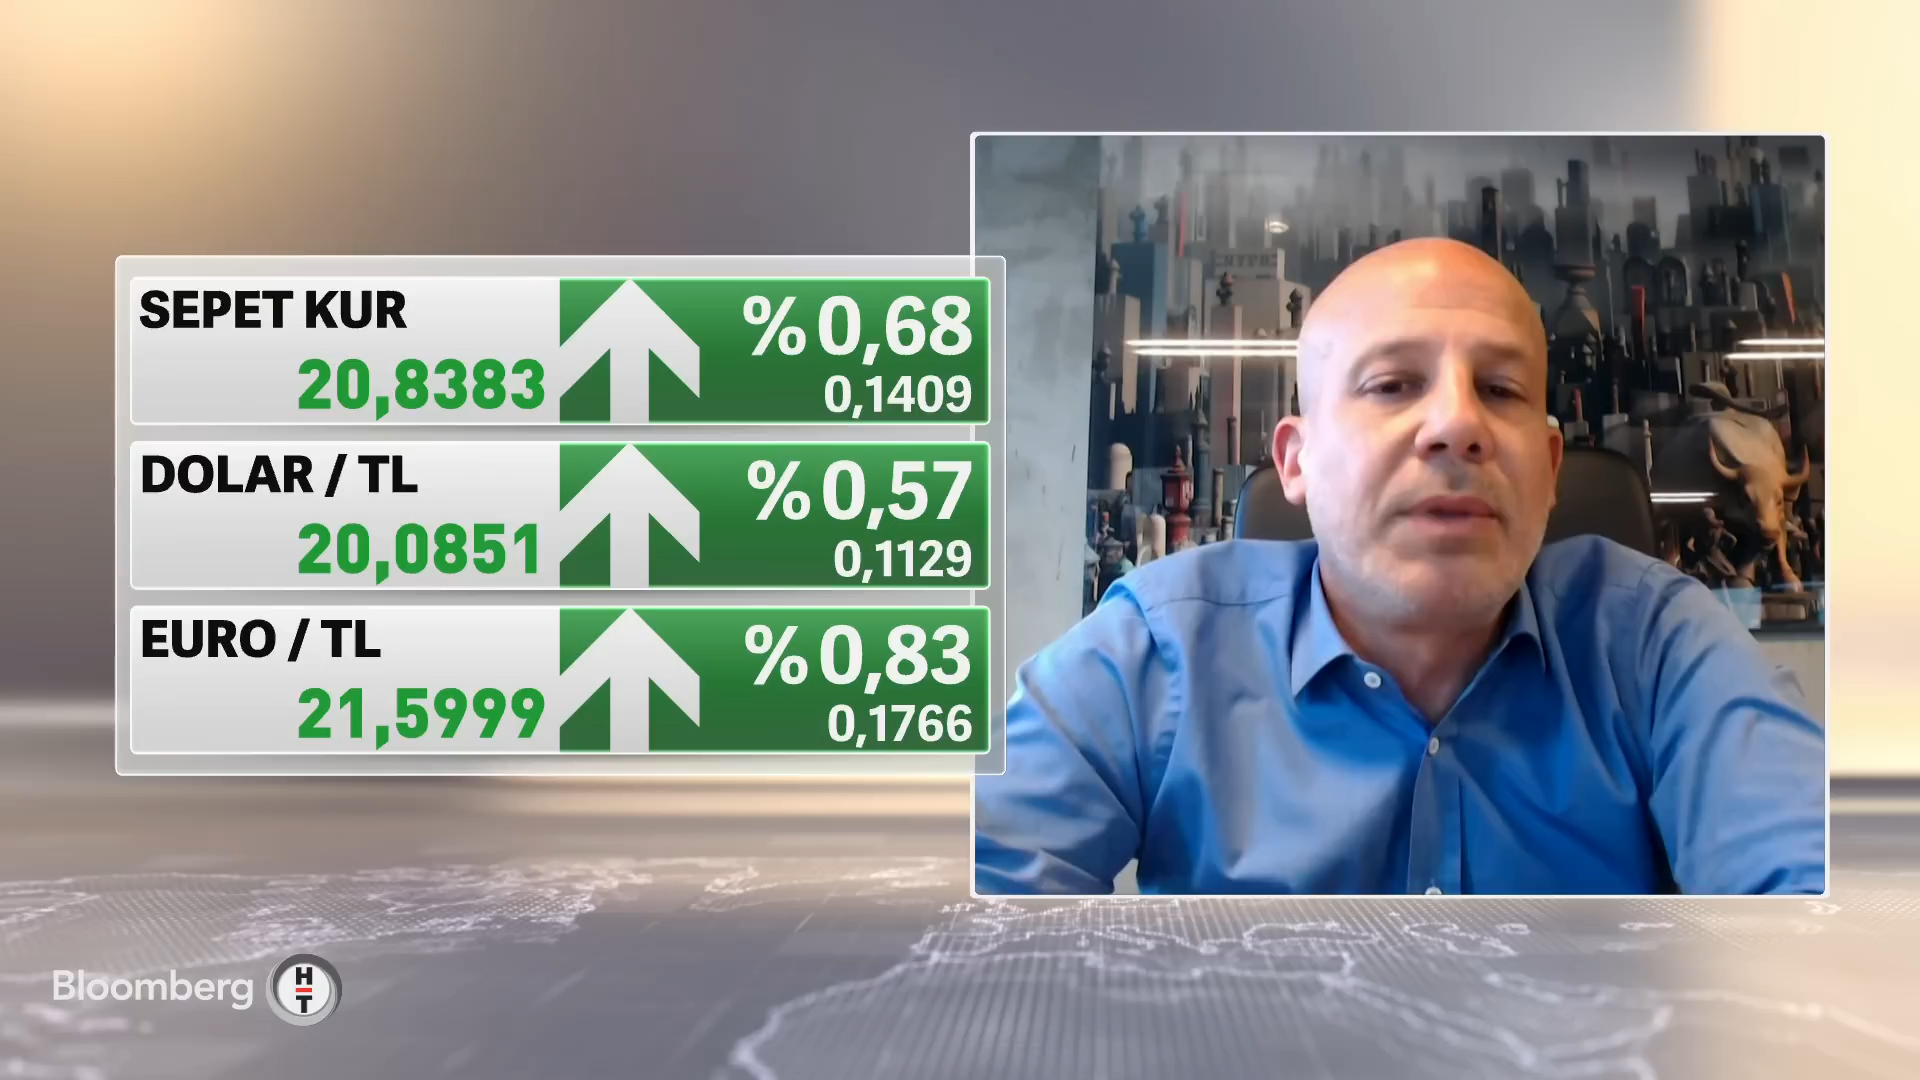 SEPET KUR
20,8383
%0,68
0,1409
DOLAR / TL
20,0851
%0,57
0,1129
EURO / TL
21,5999
%0,83
0,1766
Bloomberg HT